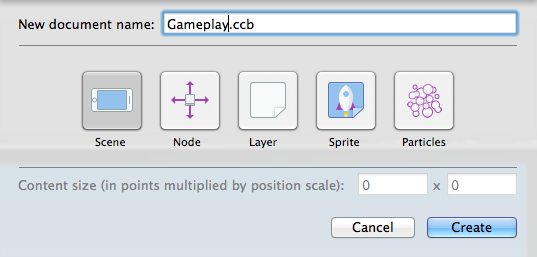 New document name: Gameplay.ccb
Scene Node Layer Sprite Particles
Content size (in points multiplied by position scale): 0 x 0
Cancel Create